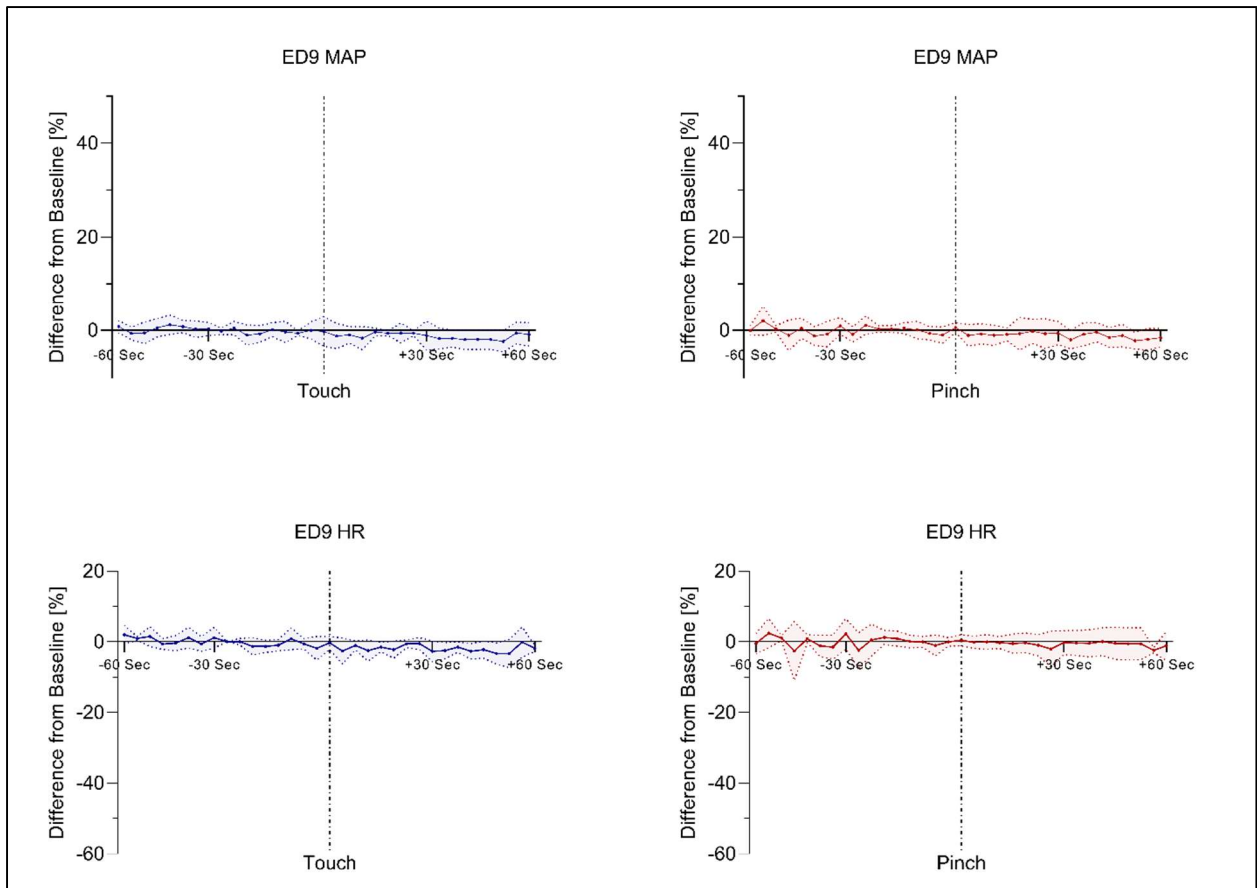 ED9 MAP
Difference from Baseline [%]
40
20
0
-60 Sec
-30 Sec
+30 Sec
+60 Sec
Touch
ED9 MAP
Difference from Baseline [%]
40
20
0
-60 Sec
-30 Sec
+30 Sec
+60 Sec
Pinch
ED9 HR
Difference from Baseline [%]
20
0
-20
-40
-60
-60 Sec
-30 Sec
+30 Sec
+60 Sec
Touch
ED9 HR
Difference from Baseline [%]
20
0
-20
-40
-60
-60 Sec
-30 Sec
+30 Sec
+60 Sec
Pinch